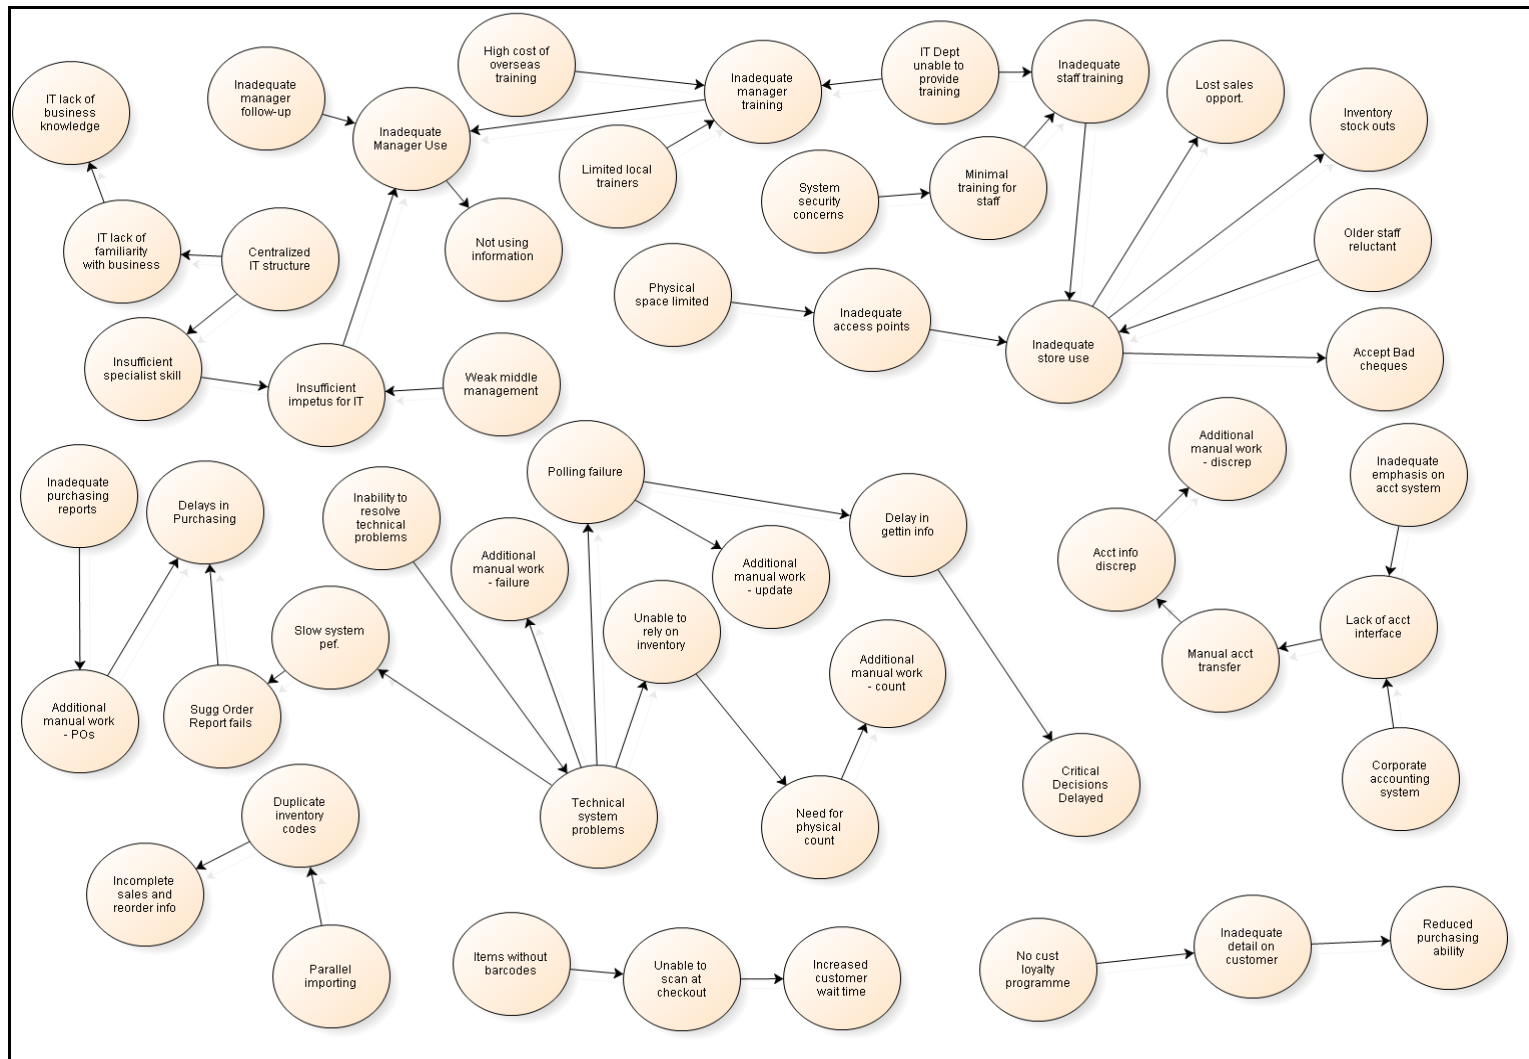 High cost of
overseas
training
IT Dept
unable to
provide
training
Inadequate
staff training
Inadequate
manager
training
Lost sales
opport.
Inadequate
manager
follow-up
IT lack of
business
knowledge
Inventory
stock outs
Inadequate
Manager Use
Limited local
trainers
System
security
concerns
Minimal
training for
staff
IT lack of
familiarity
with business
Centralized
IT structure
Not using
information
Older staff
reluctant
Physical
space limited
Inadequate
access points
Inadequate
store use
Accept Bad
cheques
Insufficient
specialist skill
Insufficient
impetus for IT
Weak middle
management
Additional
manual work
- discrep
Inadequate
emphasis on
acct system
Inadequate
purchasing
reports
Delays in
Purchasing
Inability to
resolve
technical
problems
Polling failure
Delay in
gettin info
Additional
manual work
- failure
Additional
manual work
- update
Acct info
discrep
Slow system
pef.
Unable to
rely on
inventory
Lack of acct
interface
Additional
manual work
- count
Manual acct
transfer
Additional
manual work
- POs
Sugg Order
Report fails
Technical
system
problems
Need for
physical
count
Critical
Decisions
Delayed
Corporate
accounting
system
Duplicate
inventory
codes
Incomplete
sales and
reorder info
Parallel
importing
Items without
barcodes
Unable to
scan at
checkout
Increased
customer
wait time
No cust
loyalty
programme
Inadequate
detail on
customer
Reduced
purchasing
ability